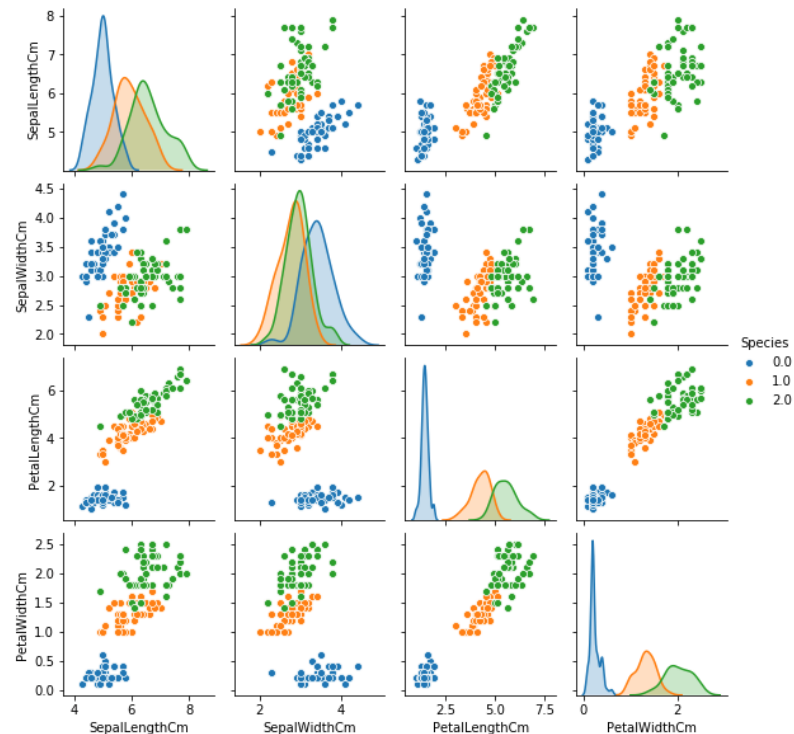 8
7
6
5
SepalLengthCm
4.5
4.0
3.5
3.0
2.5
2.0
SepalWidthCm
Species
0.0
1.0
2.0
6
4
2
PetalLengthCm
2.5
2.0
1.5
1.0
0.5
0.0
PetalWidthCm
4 6 8
2 4
2.5 5.0 7.5
0 2
SepalLengthCm
SepalWidthCm
PetalLengthCm
PetalWidthCm